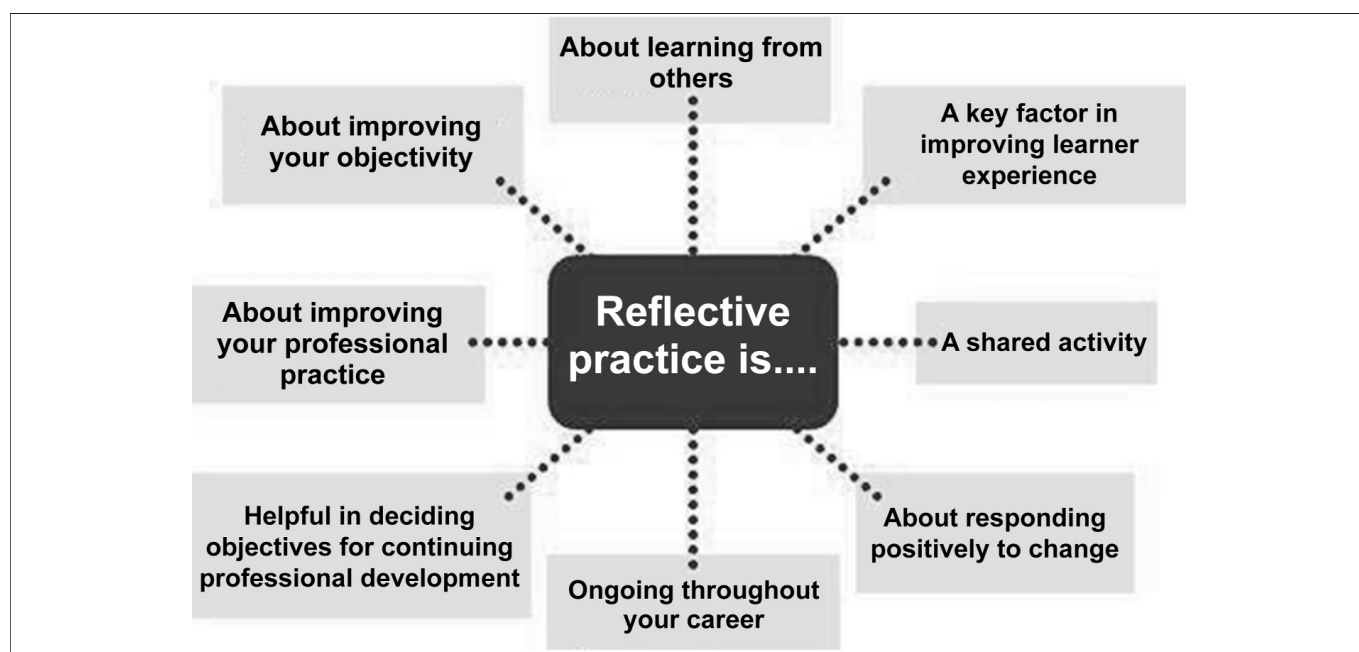 About learning from
others
A key factor in
improving learner
experience
A shared activity
About responding
positively to change
Ongoing throughout
your career
Helpful in deciding
objectives for continuing
professional development
About improving
your professional
practice
About improving
your objectivity
Reflective
practice is....